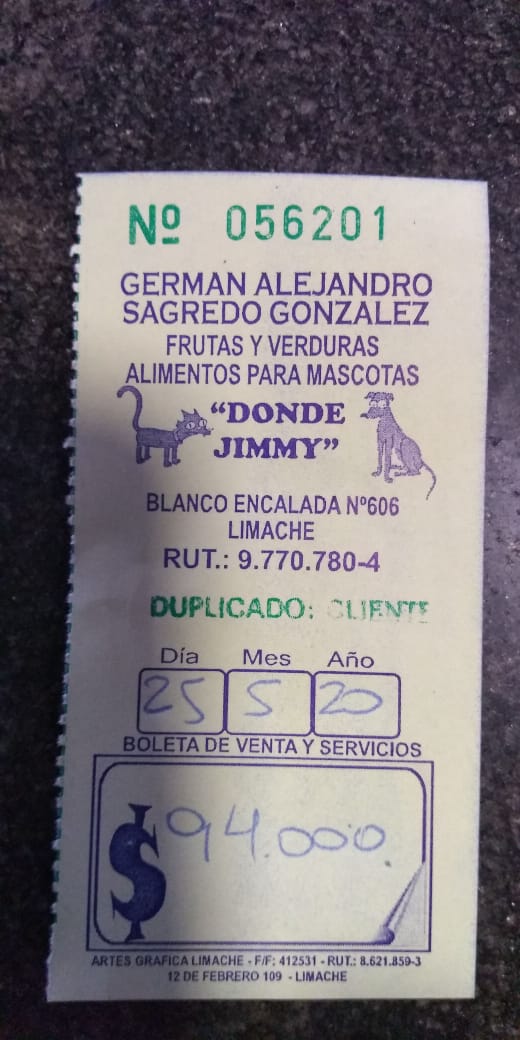 Nº 056201
GERMAN ALEJANDRO
SAGREDO GONZALEZ
FRUTAS Y VERDURAS
ALIMENTOS PARA MASCOTAS
"DONDE
JIMMY"
BLANCO ENCALADA Nº606
LIMACHE
RUT.: 9.770.780-4
DUPLICADO: CLIENTE
Día Mes Año
25 5 20
BOLETA DE VENTA Y SERVICIOS
$ 94.000.
ARTES GRAFICA LIMACHE - F/F: 412531 - RUT.: 8.621.859-3
12 DE FEBRERO 109 - LIMACHE